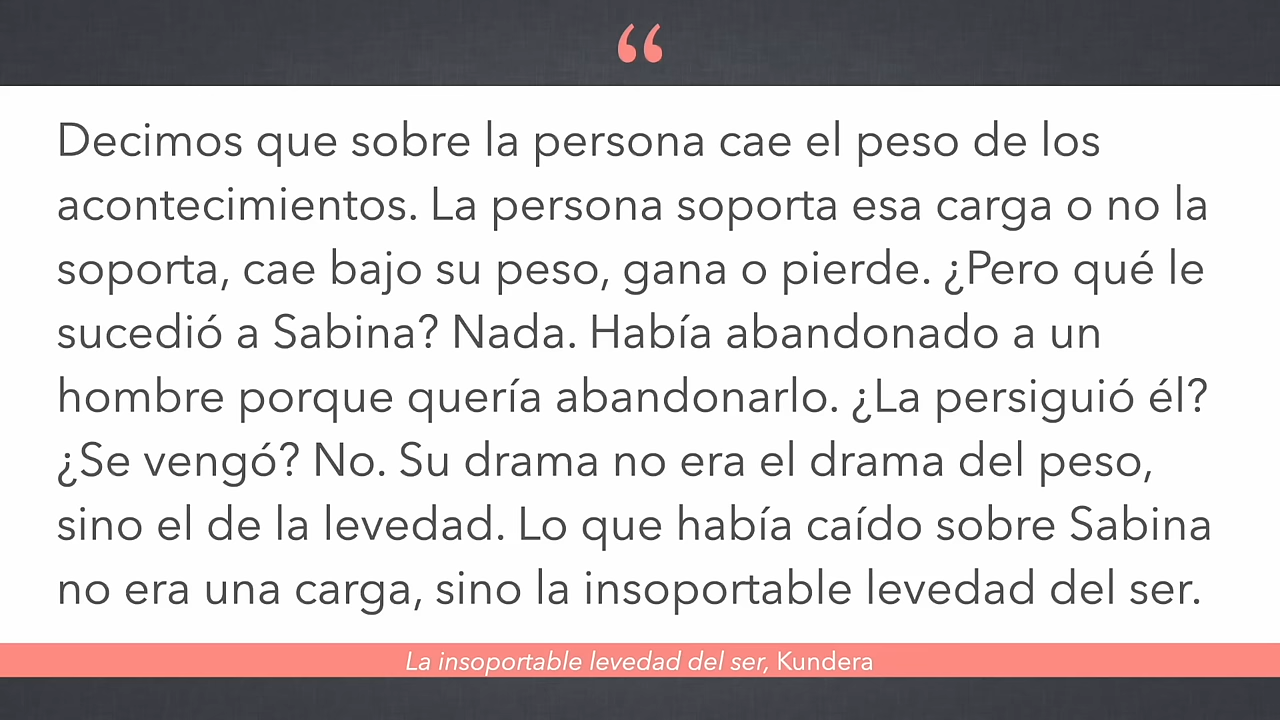 “
Decimos que sobre la persona cae el peso de los
acontecimientos. La persona soporta esa carga o no la
soporta, cae bajo su peso, gana o pierde. ¿Pero qué le
sucedió a Sabina? Nada. Había abandonado a un
hombre porque quería abandonarlo. ¿La persiguió él?
¿Se vengó? No. Su drama no era el drama del peso,
sino el de la levedad. Lo que había caído sobre Sabina
no era una carga, sino la insoportable levedad del ser.
La insoportable levedad del ser, Kundera